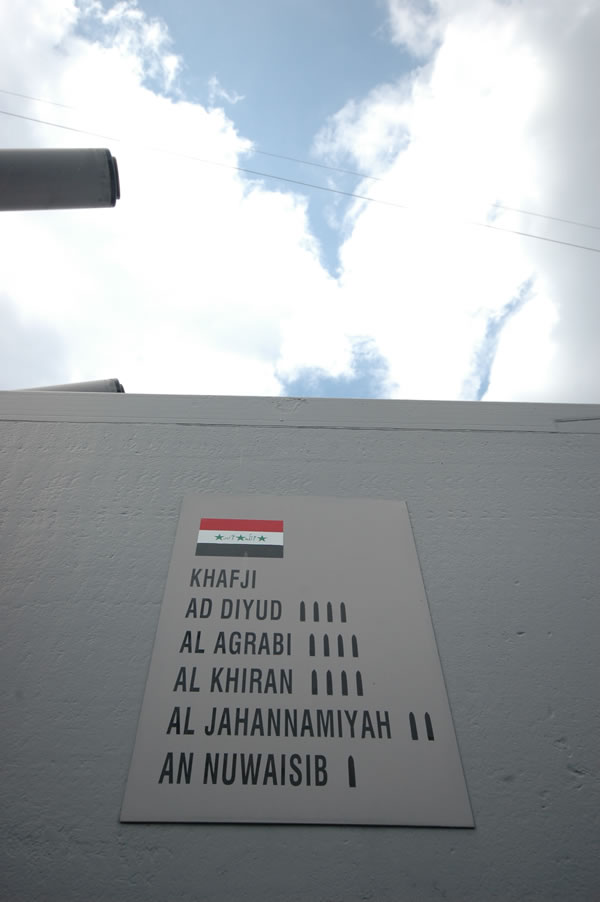 KHAFJI
AD DIYUD
AL AGRABI
AL KHIRAN
AL JAHANNAMIYAH
AN NUWAISIB